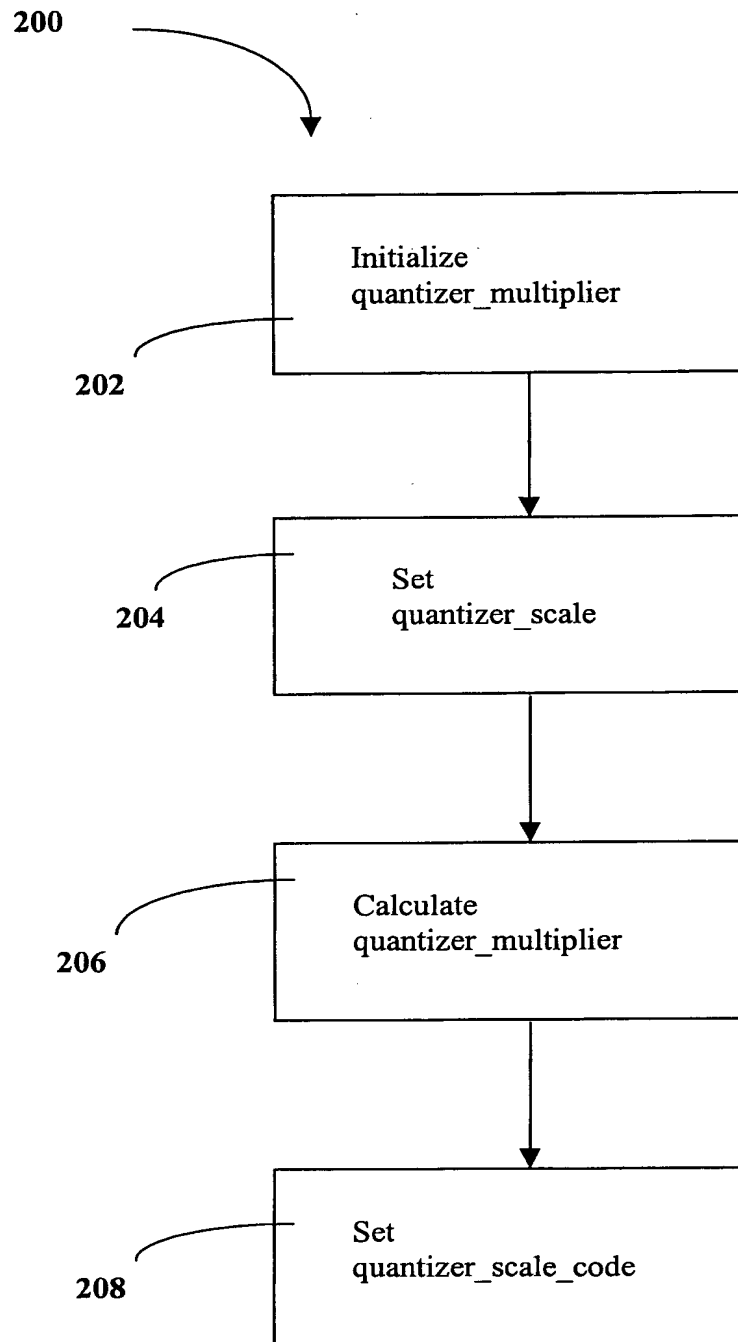 200
Initialize
quantizer_multiplier
202
Set
quantizer_scale
204
Calculate
quantizer_multiplier
206
Set
quantizer_scale_code
208